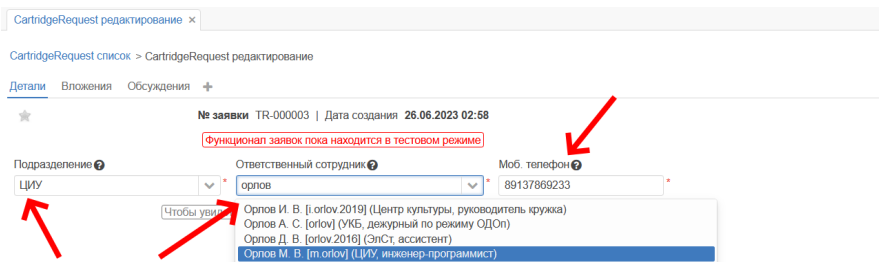 CartridgeRequest редактирование ×
CartridgeRequest список > CartridgeRequest редактирование
Детали Вложения Обсуждения +
№ заявки TR-000003 | Дата создания 26.06.2023 02:58
Функционал заявок пока находится в тестовом режиме
Подразделение ? Ответственный сотрудник ? Моб. телефон ?
ЦИУ * орлов * 89137869233 *
Чтобы увид
Орлов И. В. [i.orlov.2019] (Центр культуры, руководитель кружка)
Орлов А. С. [orlov] (УКБ, дежурный по режиму ОДОп)
Орлов Д. В. [orlov.2016] (ЭлСт, ассистент)
Орлов М. В. [m.orlov] (ЦИУ, инженер-программист)